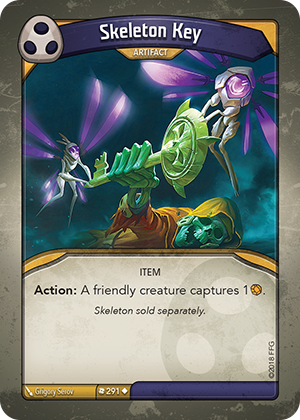 Skeleton Key
ARTIFACT
ITEM
Action: A friendly creature captures 1.
Skeleton sold separately.
©2018 FFG
Grigory Serov
291